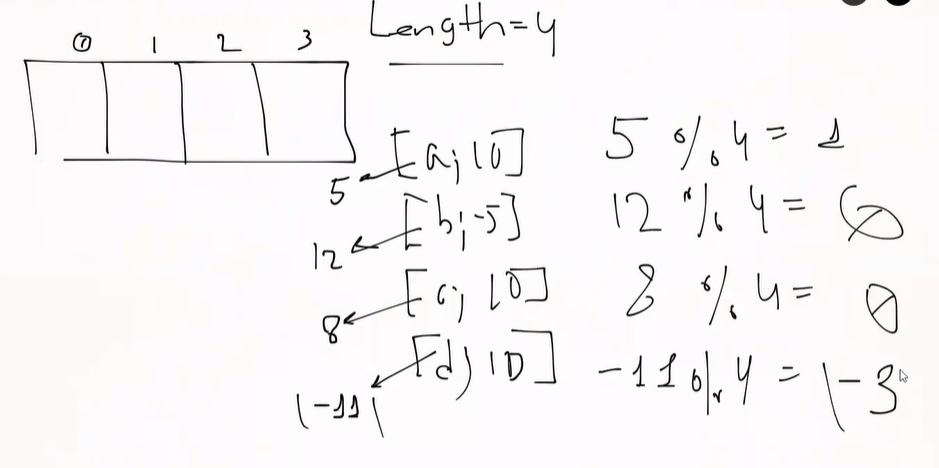 Length=4
0 1 2 3
[a; 10] 5 % 4 = 1
5
[b; -5] 12 % 4 = 0
12
[c; 10] 8 % 4 = 0
8
[d; 10] -11 % 4 = |-3
|-11|